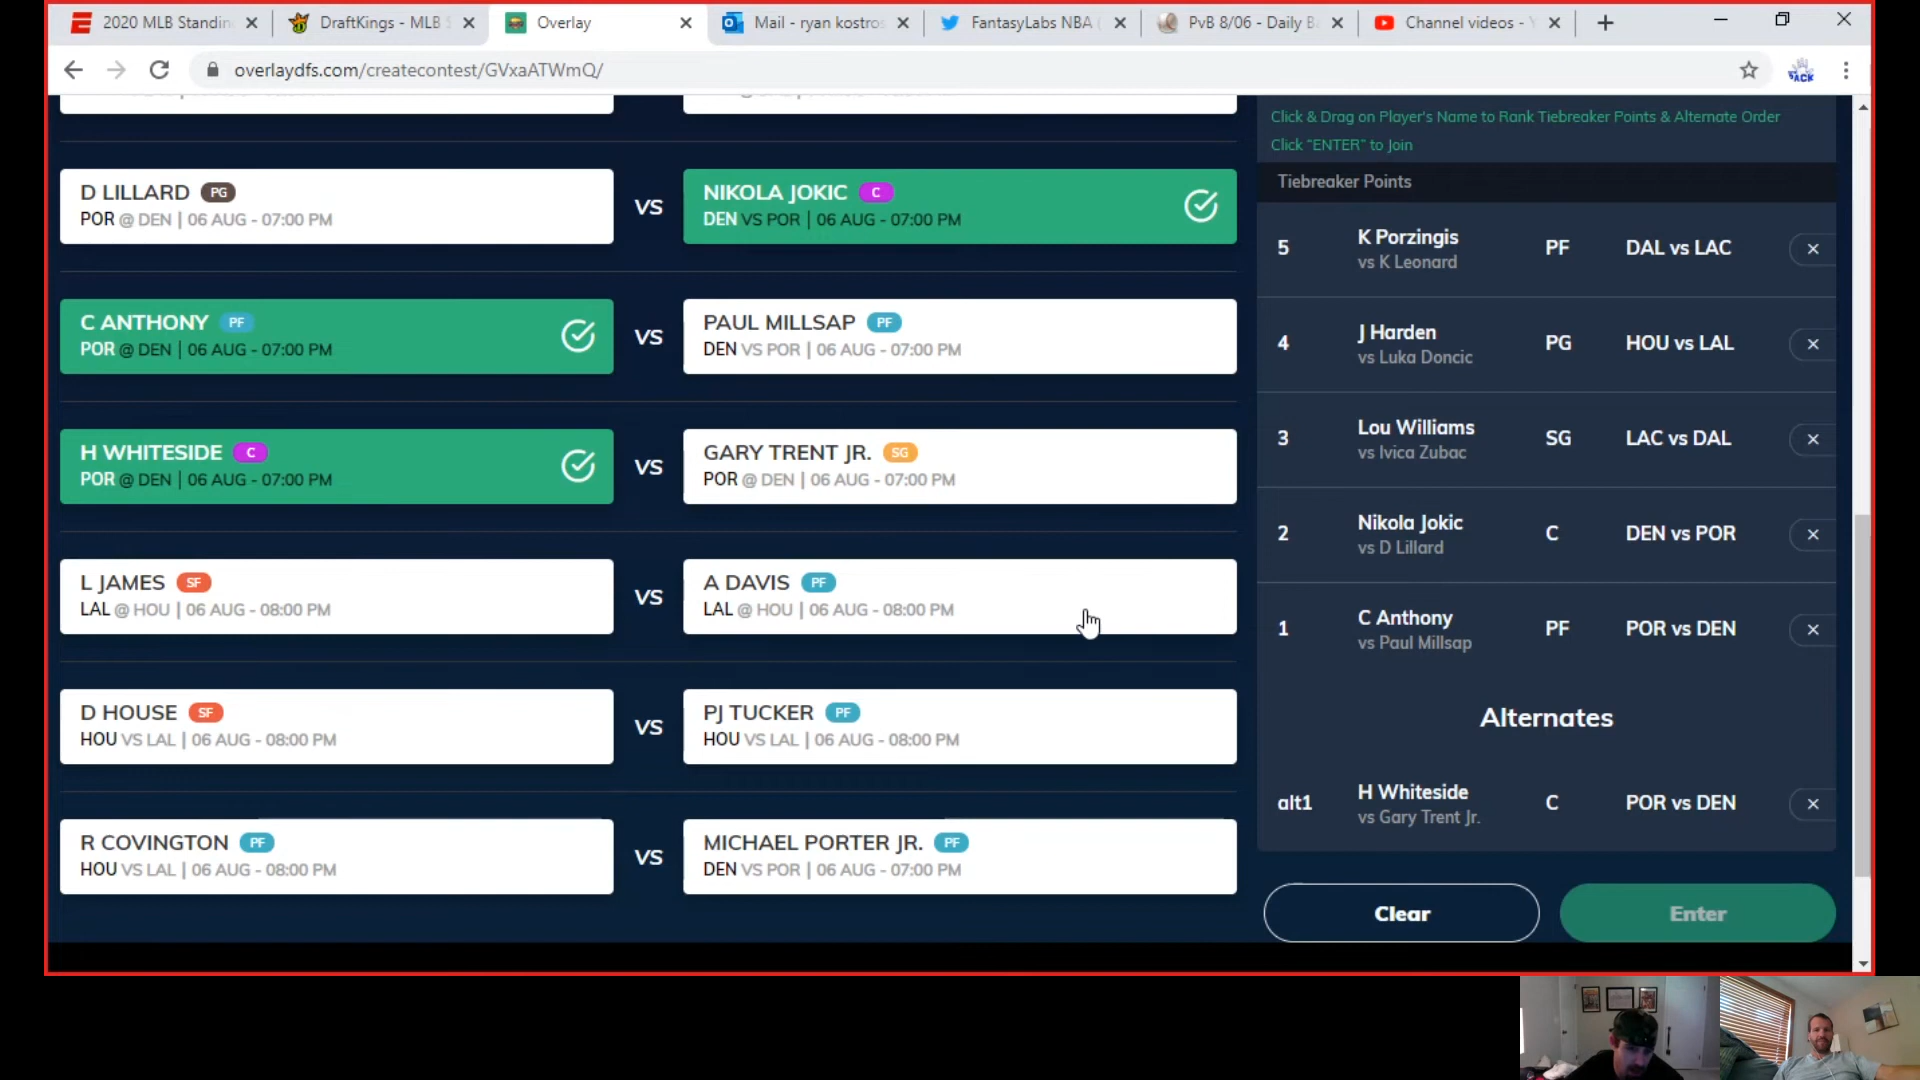 2020 MLB Standin
DraftKings - MLB
Overlay
Mail - ryan kostros
FantasyLabs NBA
PvB 8/06 - Daily B
Channel videos -
overlaydfs.com/createcontest/GVxaATWmQ/
SACK
Click & Drag on Player's Name to Rank Tiebreaker Points & Alternate Order
Click "ENTER" to Join
Tiebreaker Points
D LILLARD PG
POR @ DEN | 06 AUG - 07:00 PM
VS
NIKOLA JOKIC C
DEN VS POR | 06 AUG - 07:00 PM
C ANTHONY PF
POR @ DEN | 06 AUG - 07:00 PM
VS
PAUL MILLSAP PF
DEN VS POR | 06 AUG - 07:00 PM
H WHITESIDE C
POR @ DEN | 06 AUG - 07:00 PM
VS
GARY TRENT JR. SG
POR @ DEN | 06 AUG - 07:00 PM
L JAMES SF
LAL @ HOU | 06 AUG - 08:00 PM
VS
A DAVIS PF
LAL @ HOU | 06 AUG - 08:00 PM
D HOUSE SF
HOU VS LAL | 06 AUG - 08:00 PM
VS
PJ TUCKER PF
HOU VS LAL | 06 AUG - 08:00 PM
R COVINGTON PF
HOU VS LAL | 06 AUG - 08:00 PM
VS
MICHAEL PORTER JR. PF
DEN VS POR | 06 AUG - 07:00 PM
5 K Porzingis PF DAL vs LAC
vs K Leonard
4 J Harden PG HOU vs LAL
vs Luka Doncic
3 Lou Williams SG LAC vs DAL
vs Ivica Zubac
2 Nikola Jokic C DEN vs POR
vs D Lillard
1 C Anthony PF POR vs DEN
vs Paul Millsap
Alternates
alt1 H Whiteside C POR vs DEN
vs Gary Trent Jr.
Clear
Enter